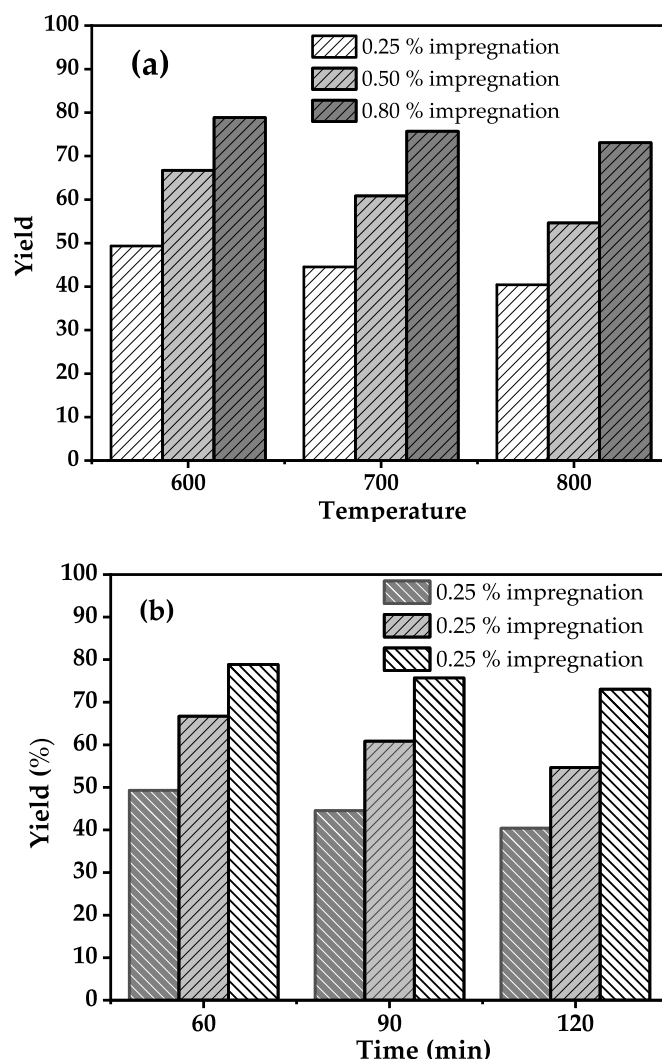 100
90
80
70
60
50
40
30
20
10
0
Yield
(a)
0.25 % impregnation
0.50 % impregnation
0.80 % impregnation
600
700
800
Temperature
100
90
80
70
60
50
40
30
20
10
0
Yield (%)
(b)
0.25 % impregnation
0.25 % impregnation
0.25 % impregnation
60
90
120
Time (min)